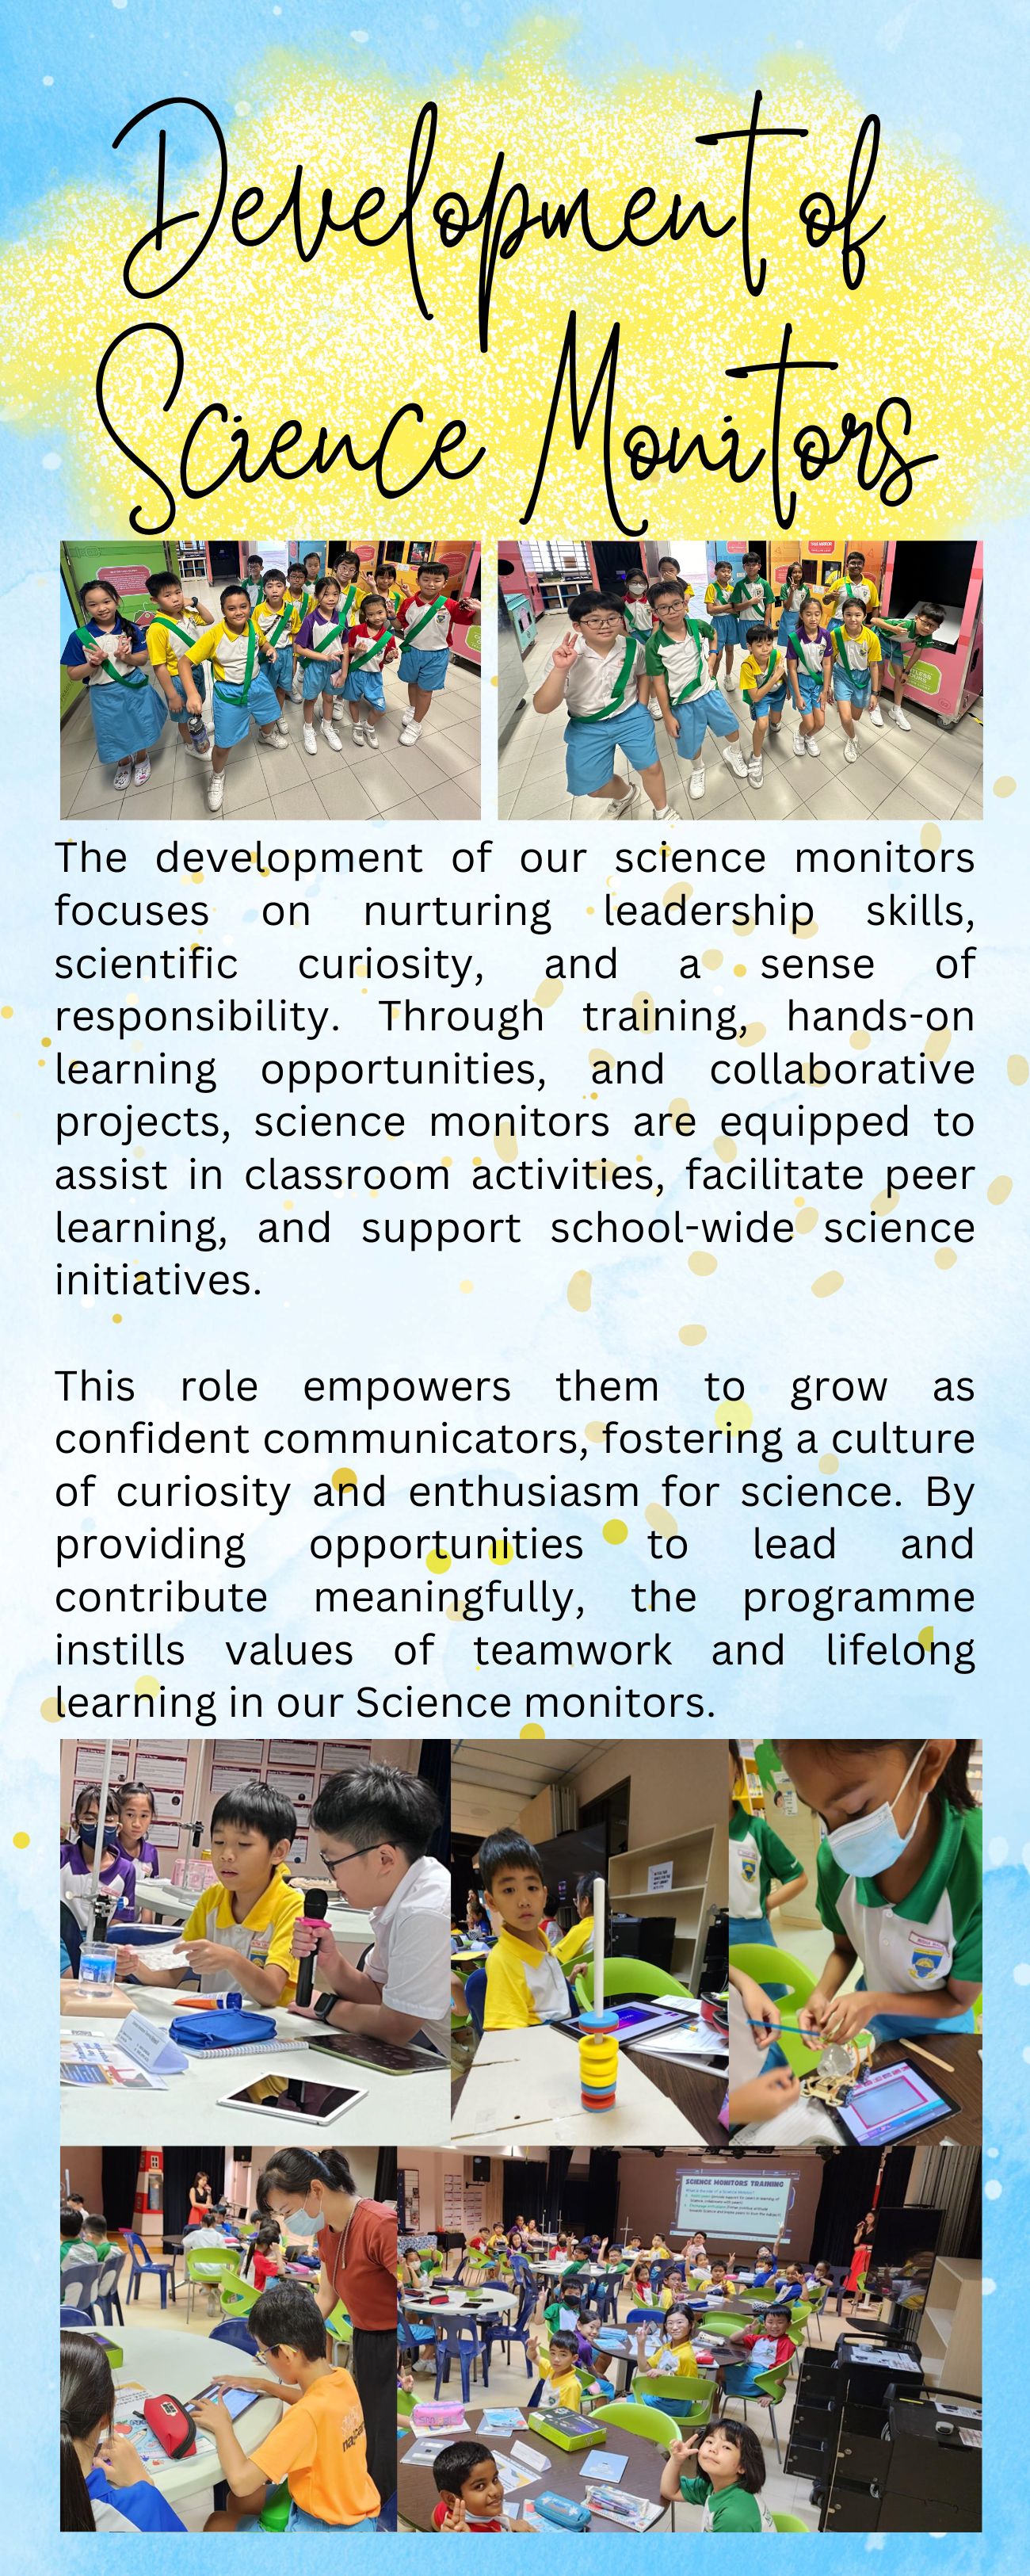 Development of
Science Monitors
The development of our science monitors
focuses on nurturing leadership skills,
scientific curiosity, and a sense of
responsibility. Through training, hands-on
learning opportunities, and collaborative
projects, science monitors are equipped to
assist in classroom activities, facilitate peer
learning, and support school-wide science
initiatives.
This role empowers them to grow as
confident communicators, fostering a culture
of curiosity and enthusiasm for science. By
providing opportunities to lead and
contribute meaningfully, the programme
instills values of teamwork and lifelong
learning in our Science monitors.
SCIENCE MONITORS TRAINING